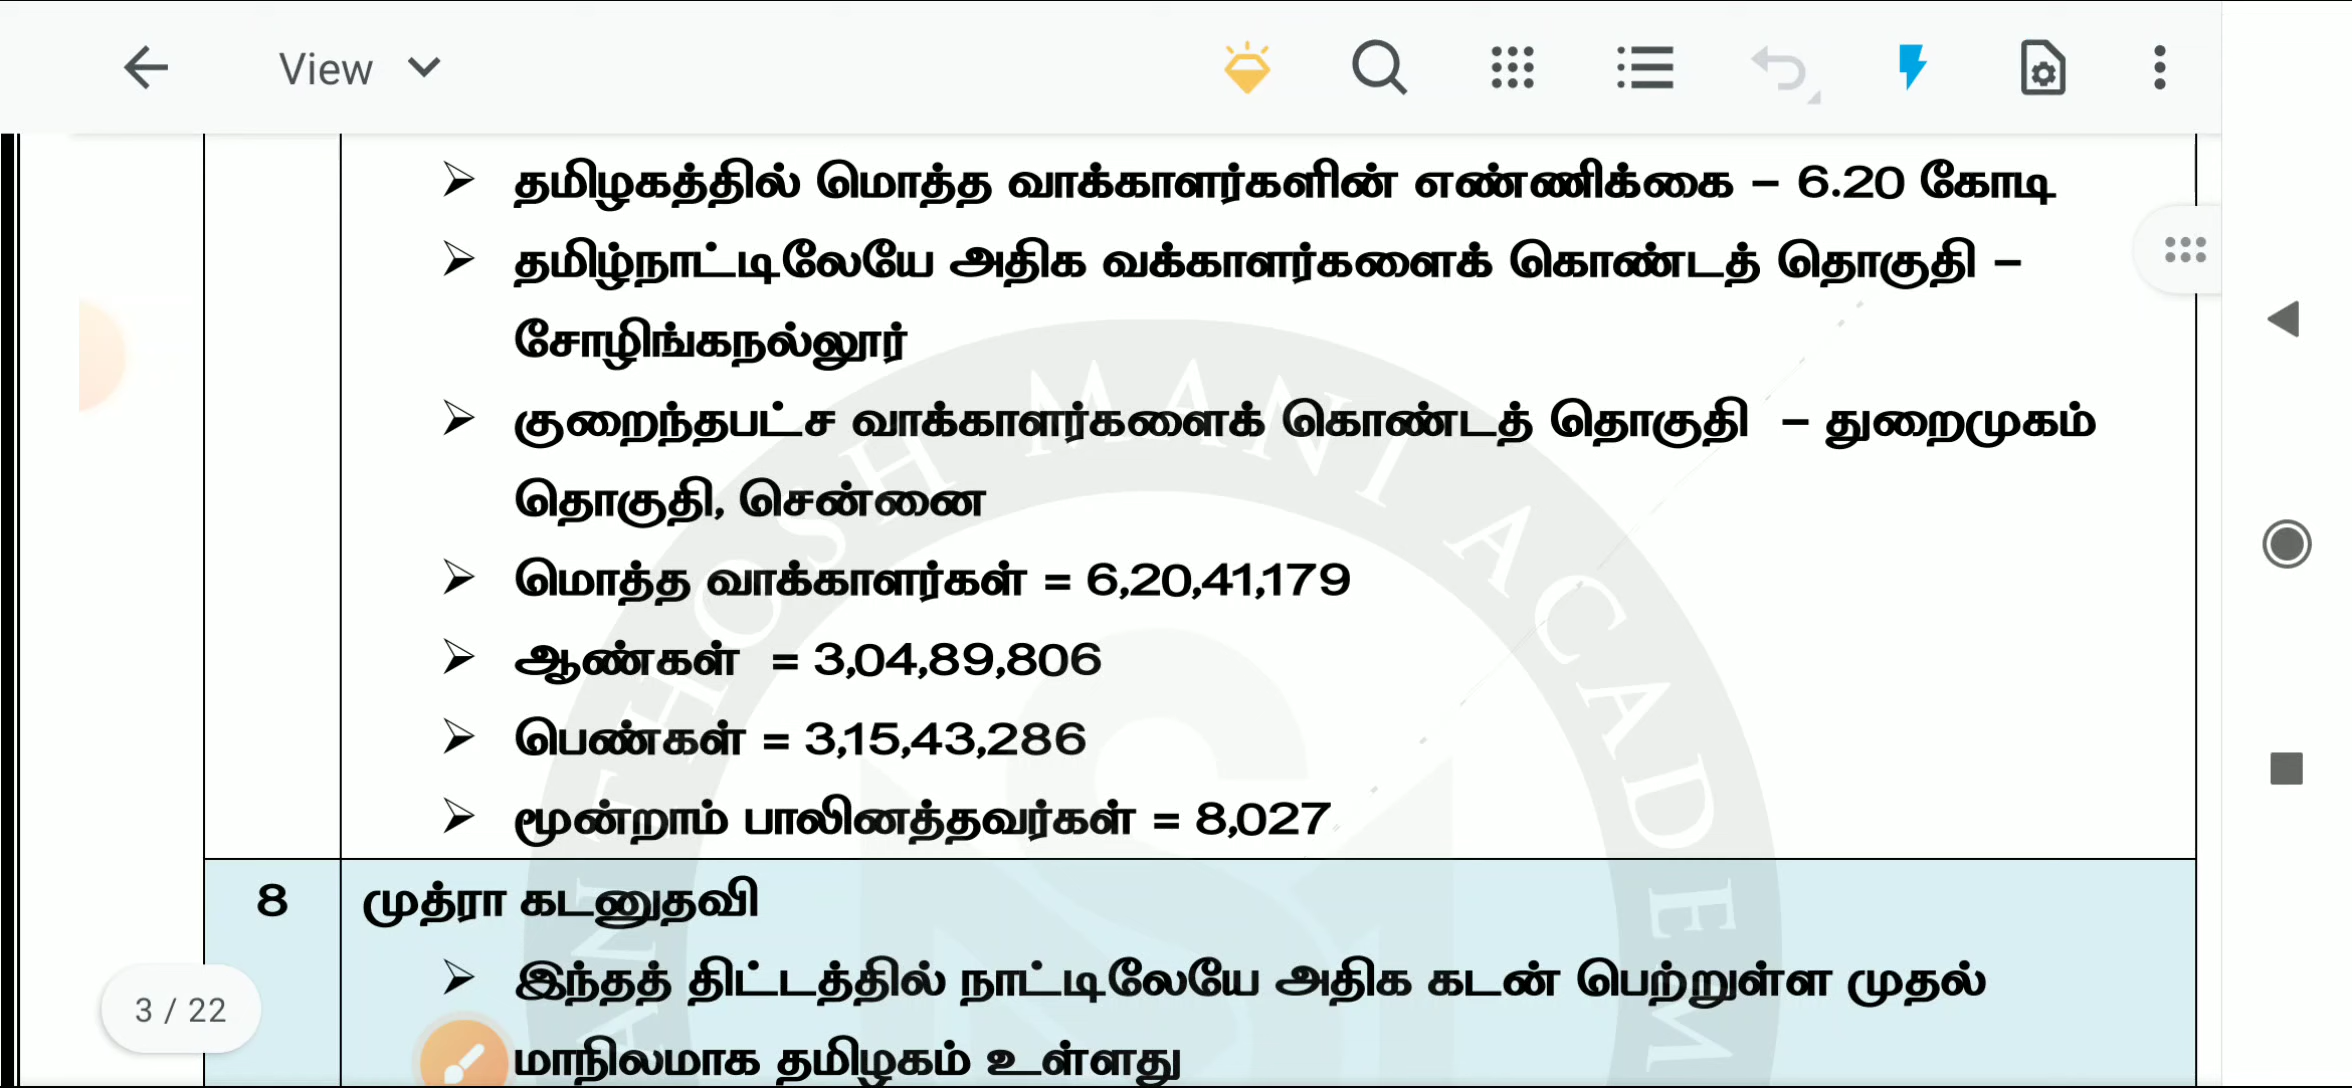 View
➢ தமிழகத்தில் மொத்த வாக்காளர்களின் எண்ணிக்கை – 6.20 கோடி
➢ தமிழ்நாட்டிலேயே அதிக வக்காளர்களைக் கொண்டத் தொகுதி –
சோழிங்கநல்லூர்
➢ குறைந்தபட்ச வாக்காளர்களைக் கொண்டத் தொகுதி – துறைமுகம்
தொகுதி, சென்னை
➢ மொத்த வாக்காளர்கள் = 6,20,41,179
➢ ஆண்கள் = 3,04,89,806
➢ பெண்கள் = 3,15,43,286
➢ மூன்றாம் பாலினத்தவர்கள் = 8,027
8 முத்ரா கடனுதவி
➢ இந்தத் திட்டத்தில் நாட்டிலேயே அதிக கடன் பெற்றுள்ள முதல்
மாநிலமாக தமிழகம் உள்ளது
3 / 22
ANTHOSH MANI ACADEM